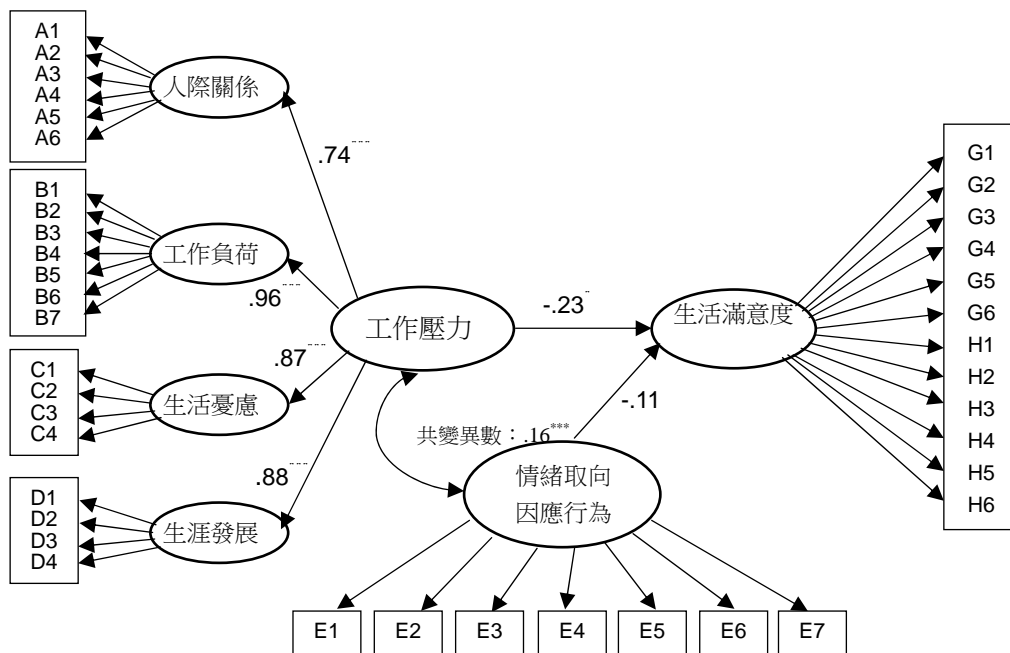 A1
A2
A3
A4
A5
A6
人際關係
.74***
B1
B2
B3
B4
B5
B6
B7
工作負荷
.96***
工作壓力
-.23*
生活滿意度
G1
G2
G3
G4
G5
G6
H1
H2
H3
H4
H5
H6
C1
C2
C3
C4
生活憂慮
.87***
-.11
共變異數：.16***
情緒取向
因應行為
D1
D2
D3
D4
生涯發展
.88***
E1
E2
E3
E4
E5
E6
E7